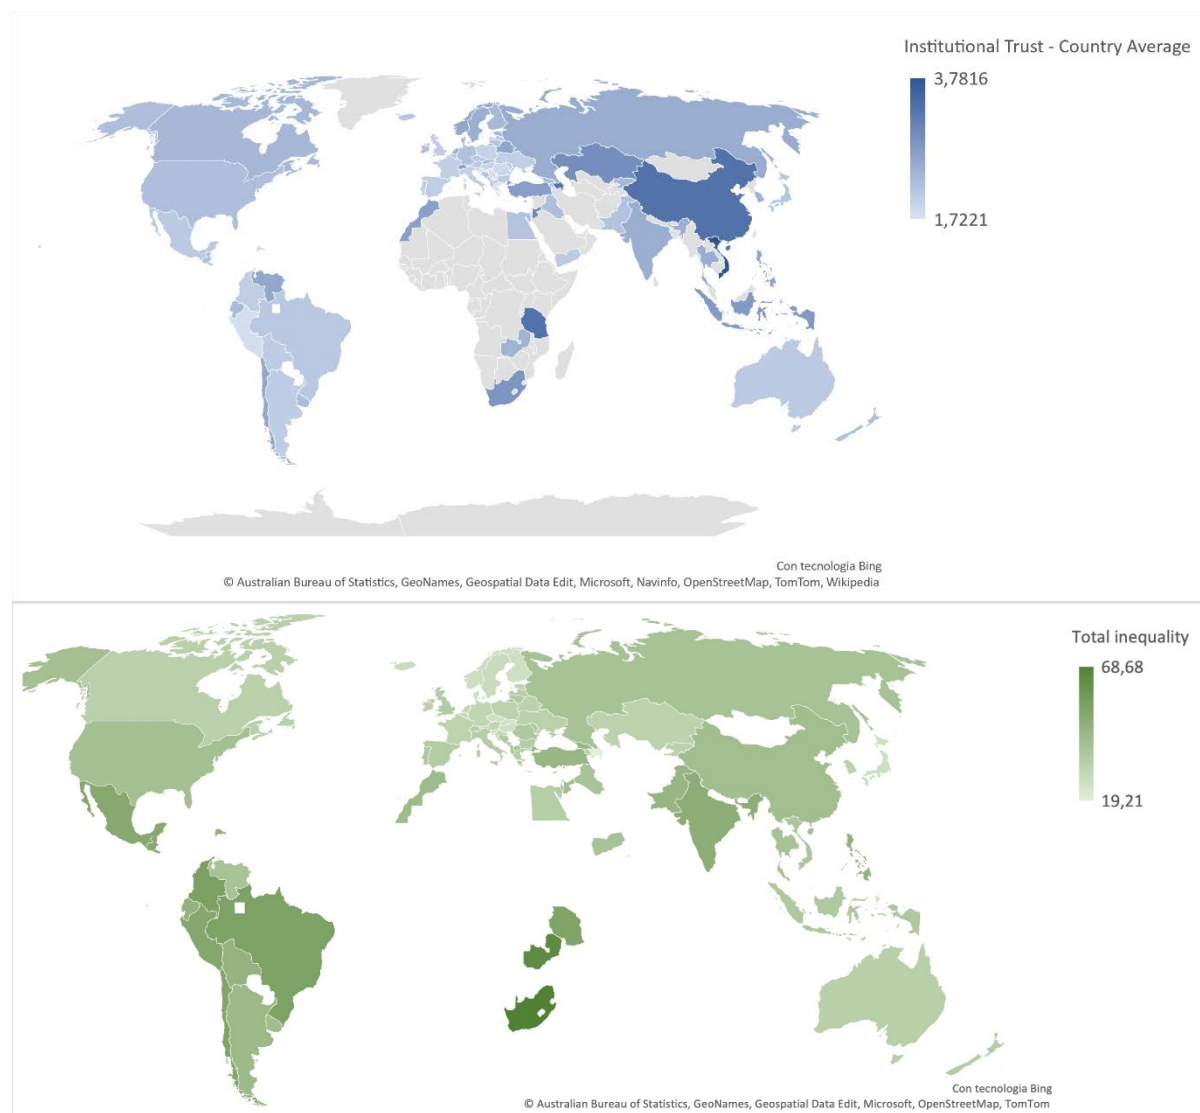 Institutional Trust - Country Average
3,7816
1,7221
Con tecnologia Bing
© Australian Bureau of Statistics, GeoNames, Geospatial Data Edit, Microsoft, Navinfo, OpenStreetMap, TomTom, Wikipedia
Total inequality
68,68
19,21
Con tecnologia Bing
© Australian Bureau of Statistics, GeoNames, Geospatial Data Edit, Microsoft, OpenStreetMap, TomTom